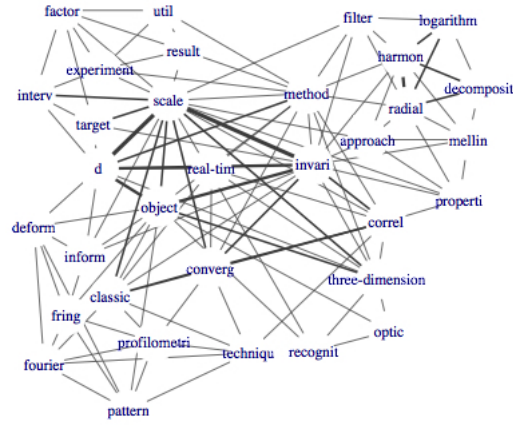 factor
util
filter
logarithm
result
harmon
experiment
interv
scale
method
decomposit
radial
target
approach
mellin
d
real-tim
invari
object
properti
deform
correl
inform
converg
three-dimension
classic
fring
optic
profilometri
techniqu
recognit
fourier
pattern